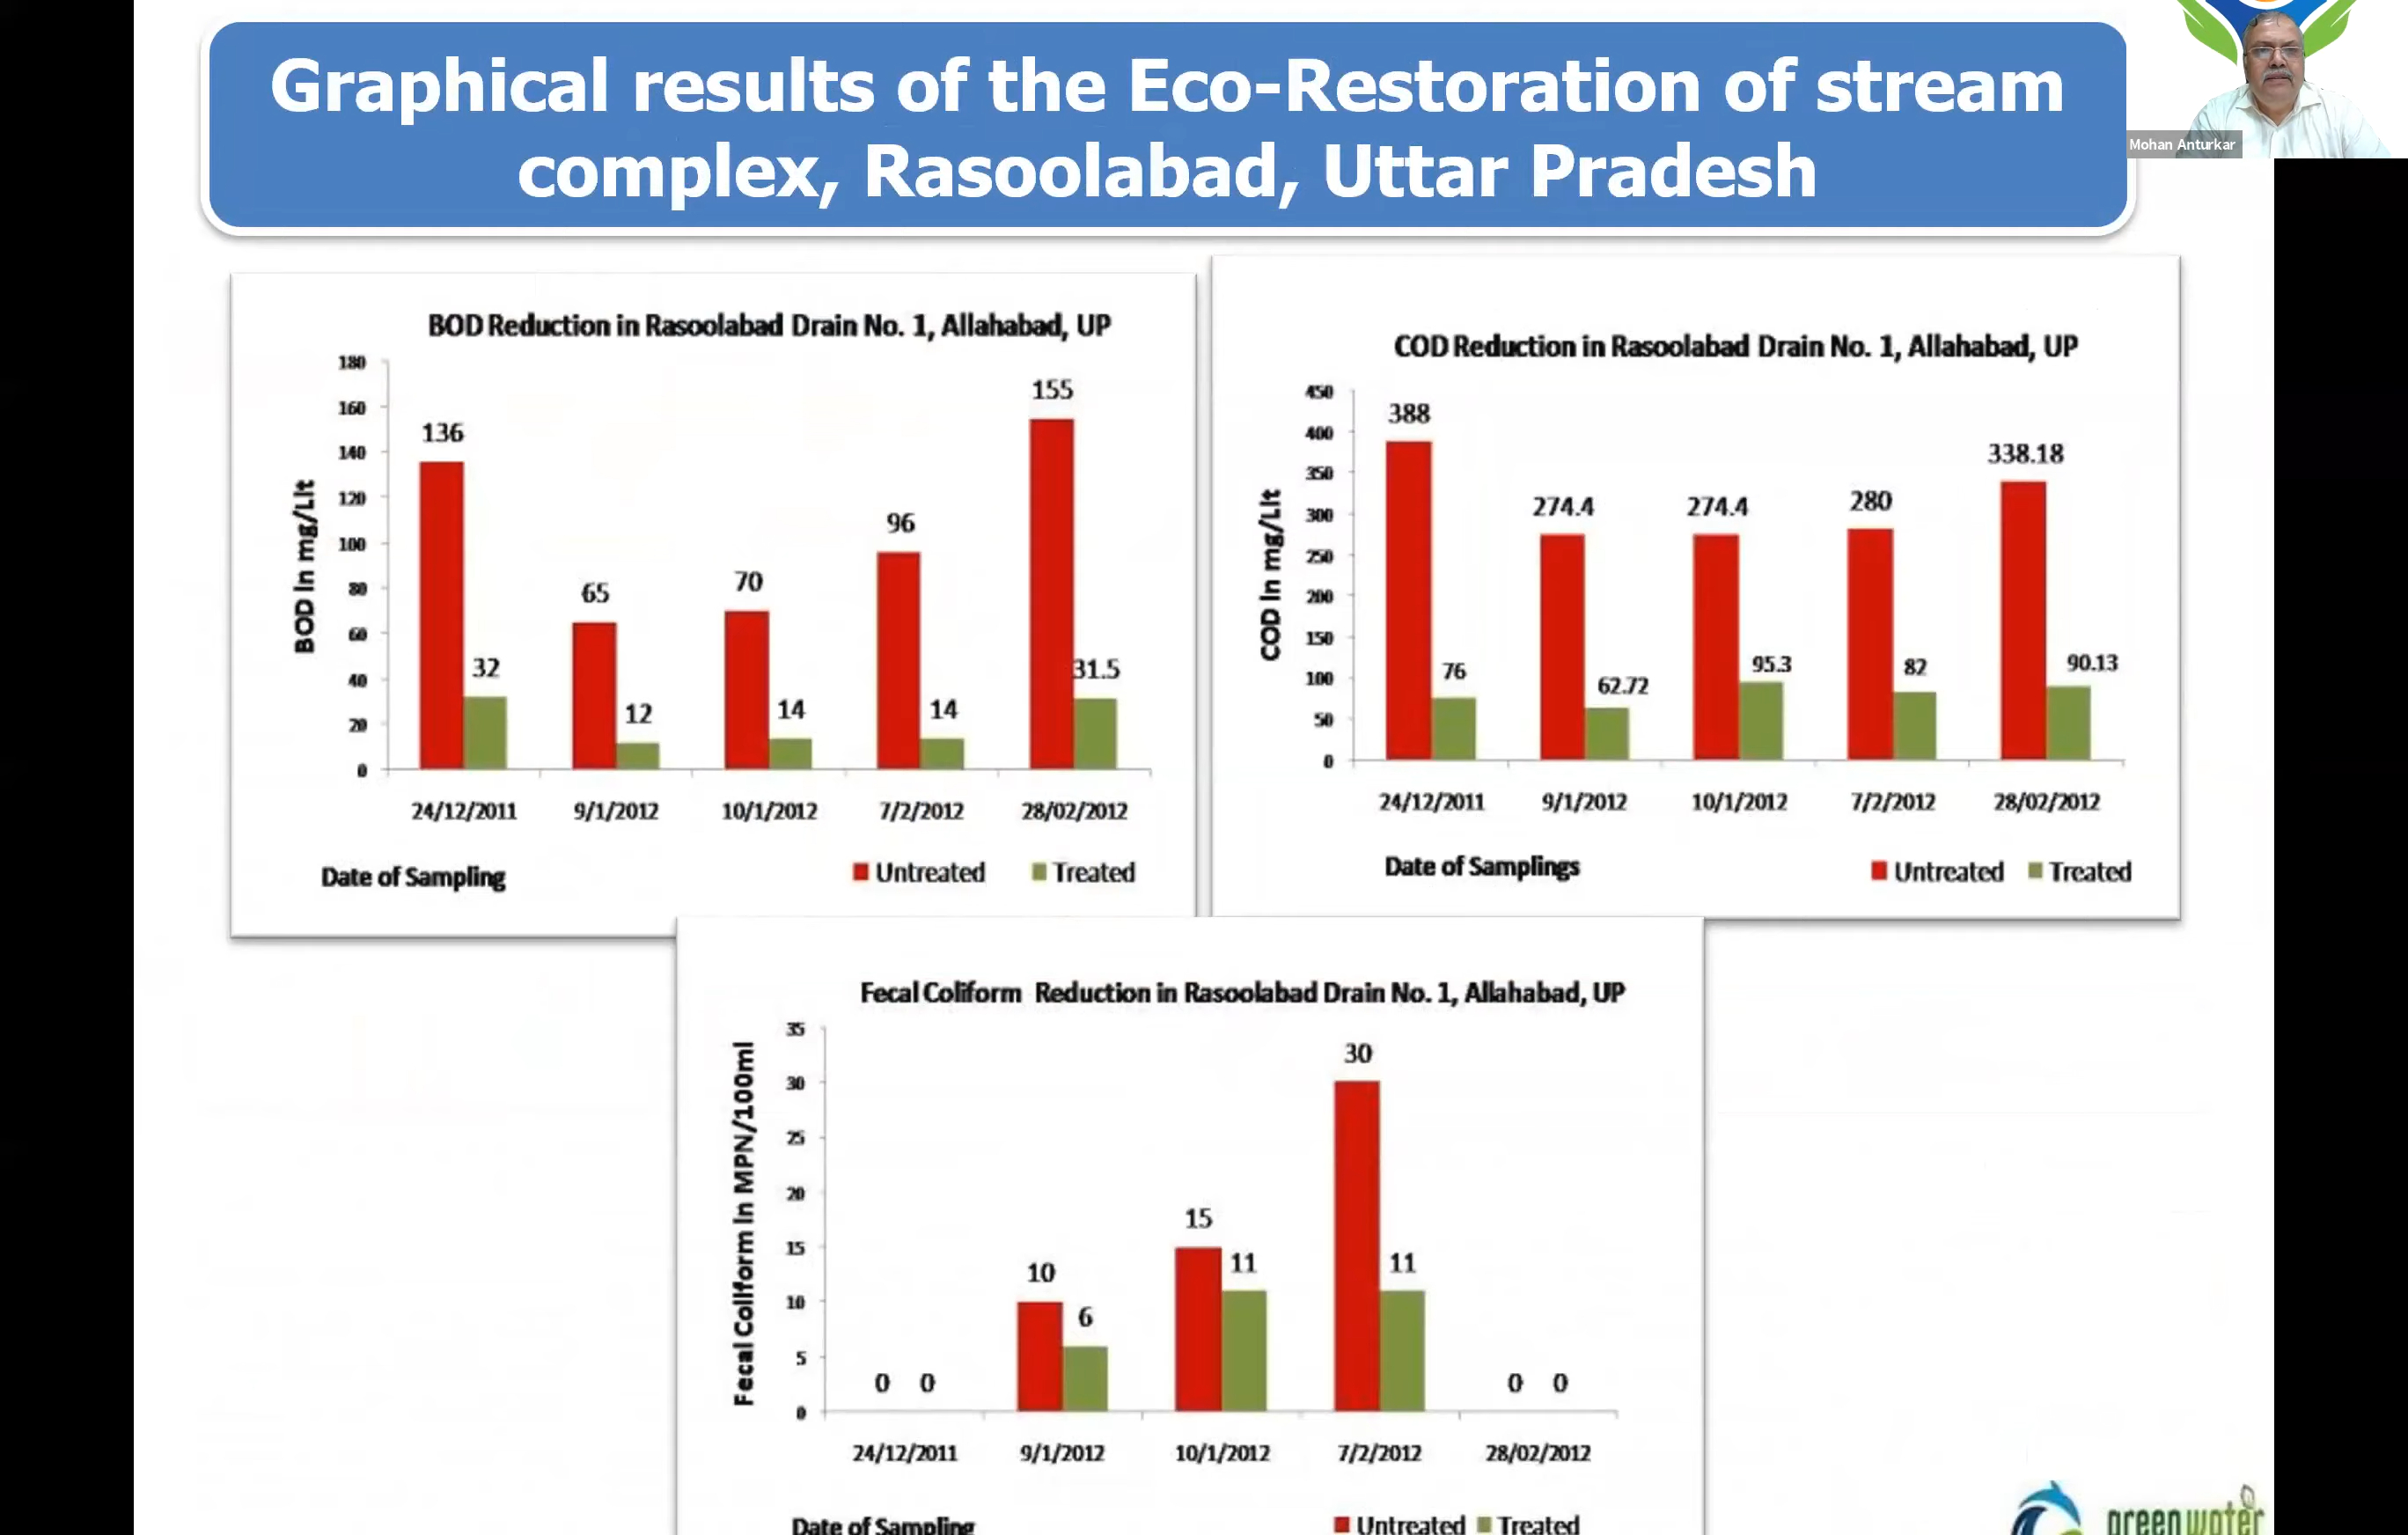 Graphical results of the Eco-Restoration of stream
complex, Rasoolabad, Uttar Pradesh
Mohan Anturkar
BOD Reduction in Rasoolabad Drain No. 1, Allahabad, UP
BOD in mg/Lit
180
160
140
120
100
80
60
40
20
0
136
32
65
12
70
14
96
14
155
31.5
24/12/2011 9/1/2012 10/1/2012 7/2/2012 28/02/2012
Date of Sampling
Untreated Treated
COD Reduction in Rasoolabad Drain No. 1, Allahabad, UP
COD in mg/Lit
450
400
350
300
250
200
150
100
50
0
388
76
274.4
62.72
274.4
95.3
280
82
338.18
90.13
24/12/2011 9/1/2012 10/1/2012 7/2/2012 28/02/2012
Date of Samplings
Untreated Treated
Fecal Coliform Reduction in Rasoolabad Drain No. 1, Allahabad, UP
Fecal Coliform in MPN/100ml
35
30
25
20
15
10
5
0
0 0
10
6
15
11
30
11
0 0
24/12/2011 9/1/2012 10/1/2012 7/2/2012 28/02/2012
Date of Sampling
Untreated Treated
greenwater